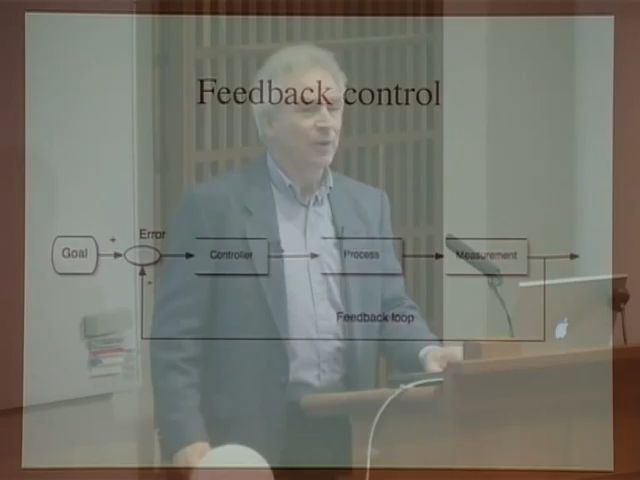 Feedback control
Error
+
Goal
Controller
Process
Measurement
-
Feedback loop